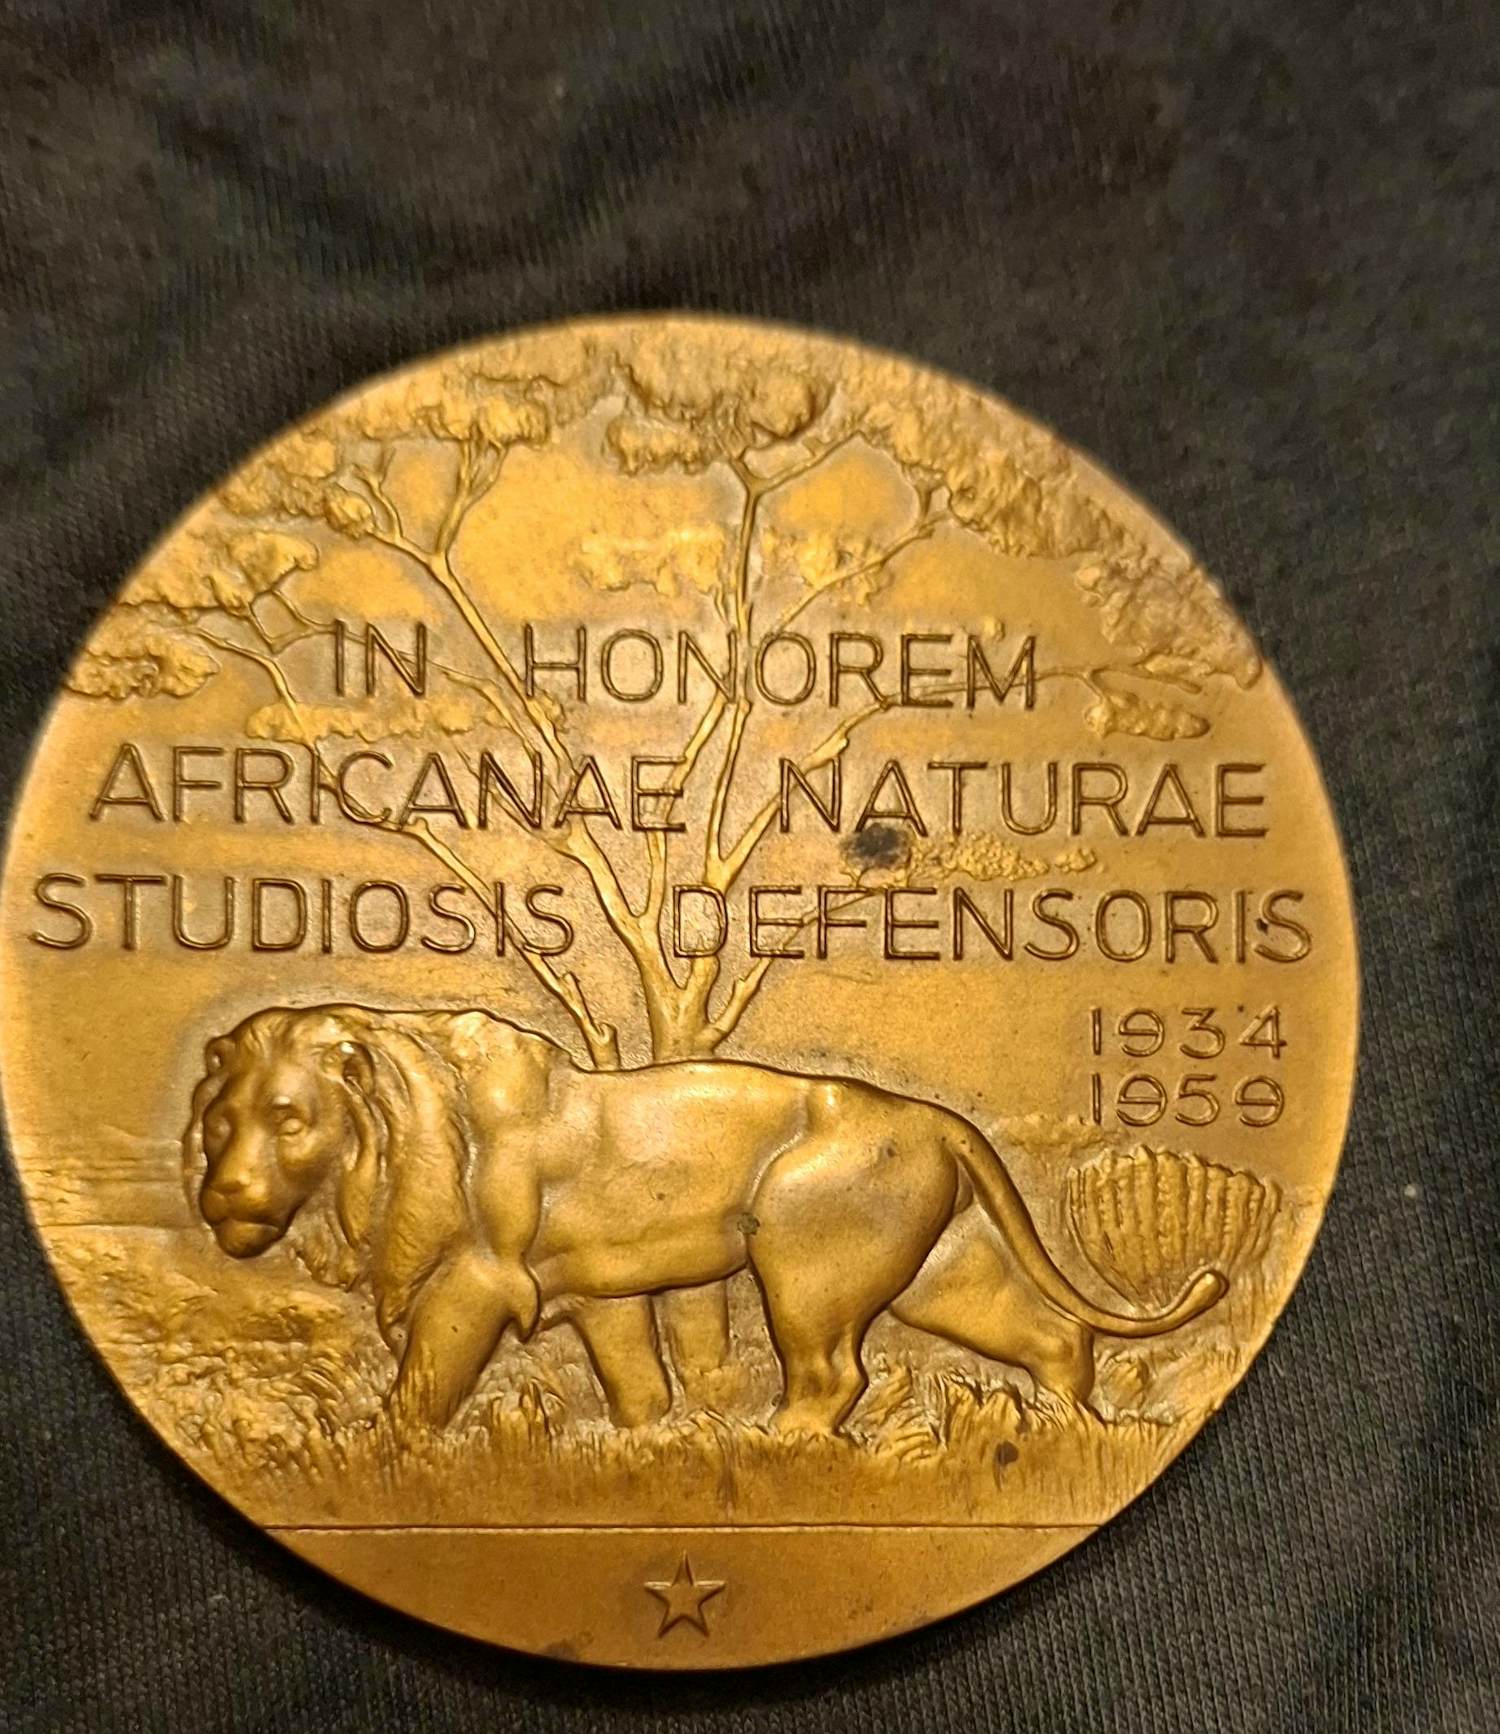 IN HONOREM
AFRICANAE NATURAE
STUDIOSIS DEFENSORIS
1934
1959